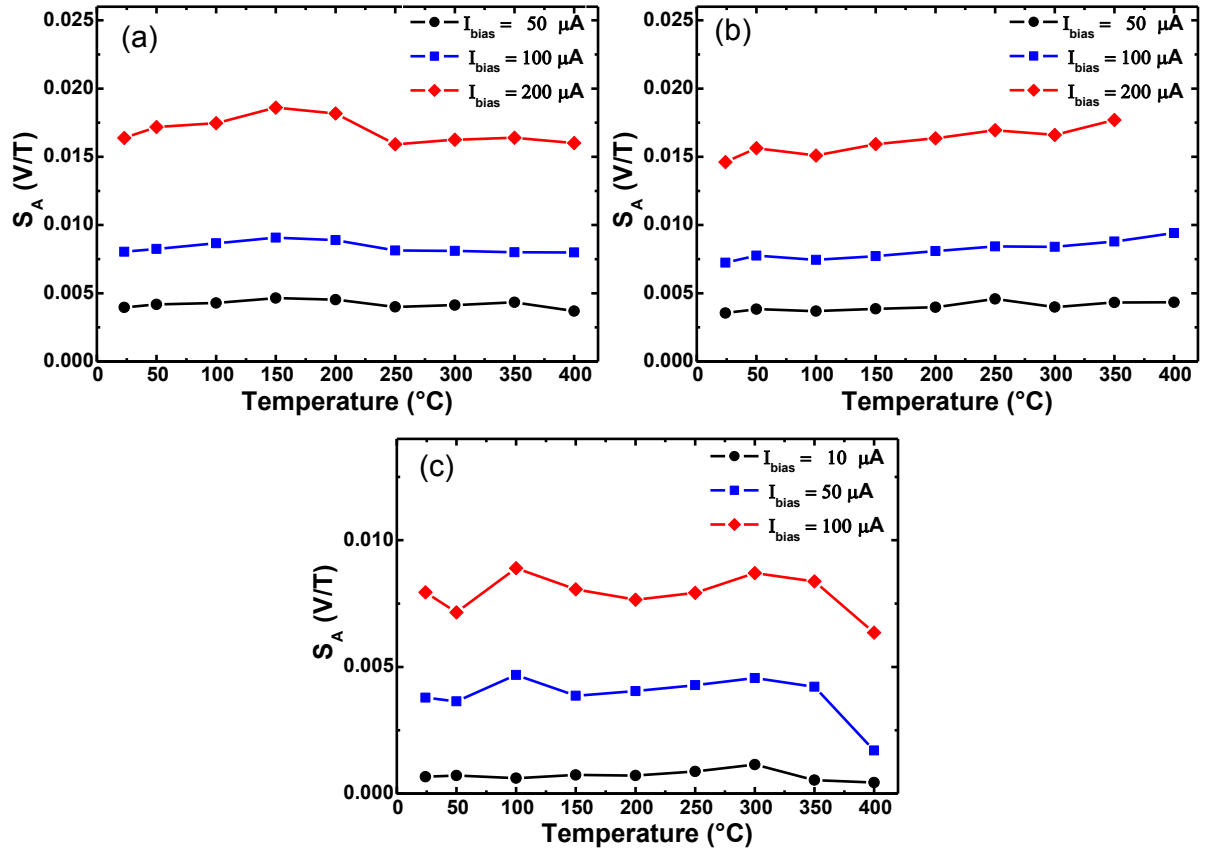 (a)
I_bias = 50 μA
I_bias = 100 μA
I_bias = 200 μA
0.025
0.020
0.015
0.010
0.005
0.000
S_A (V/T)
0 50 100 150 200 250 300 350 400
Temperature (°C)
(b)
I_bias = 50 μA
I_bias = 100 μA
I_bias = 200 μA
0.025
0.020
0.015
0.010
0.005
0.000
S_A (V/T)
0 50 100 150 200 250 300 350 400
Temperature (°C)
(c)
I_bias = 10 μA
I_bias = 50 μA
I_bias = 100 μA
0.010
0.005
0.000
S_A (V/T)
0 50 100 150 200 250 300 350 400
Temperature (°C)